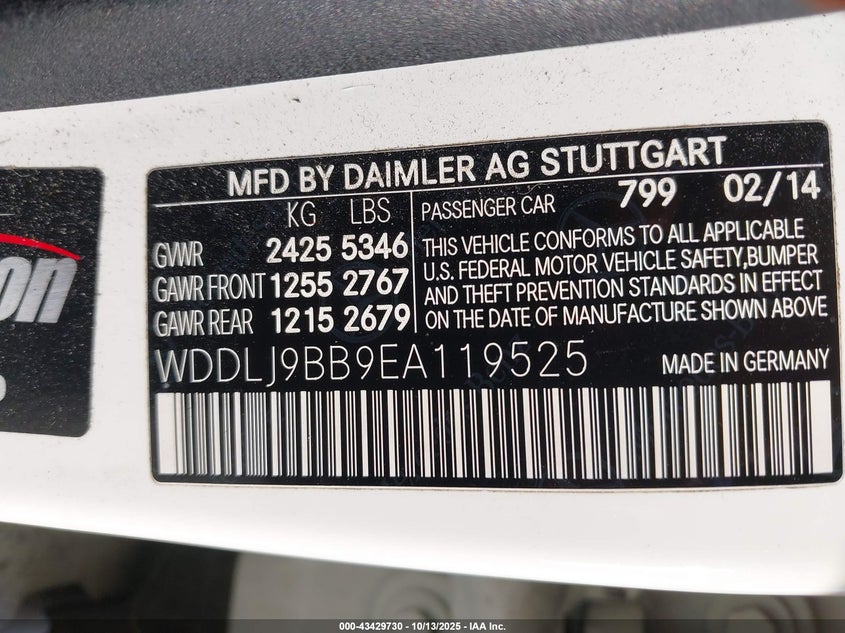 MFD BY DAIMLER AG STUTTGART
KG LBS PASSENGER CAR 799 02/14
GVWR 2425 5346
GAWR FRONT 1255 2767
GAWR REAR 1215 2679
THIS VEHICLE CONFORMS TO ALL APPLICABLE
U.S. FEDERAL MOTOR VEHICLE SAFETY,BUMPER
AND THEFT PREVENTION STANDARDS IN EFFECT
ON THE DATE OF MANUFACTURE SHOWN ABOVE
WDDLJ9BB9EA119525 MADE IN GERMANY
000-43429730 - 10/13/2025 - IAA Inc.